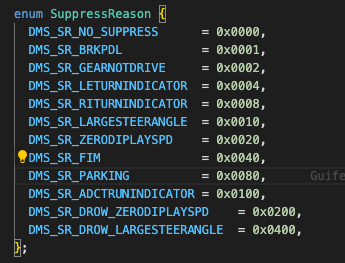 enum SuppressReason {
DMS_SR_NO_SUPPRESS = 0x0000,
DMS_SR_BRKPDL = 0x0001,
DMS_SR_GEARNOTDRIVE = 0x0002,
DMS_SR_LETURNINDICATOR = 0x0004,
DMS_SR_RITURNINDICATOR = 0x0008,
DMS_SR_LARGESTEERANGLE = 0x0010,
DMS_SR_ZERODIPLAYSPD = 0x0020,
DMS_SR_FIM = 0x0040,
DMS_SR_PARKING = 0x0080, Guife
DMS_SR_ADCTRUNINDICATOR = 0x0100,
DMS_SR_DROW_ZERODIPLAYSPD = 0x0200,
DMS_SR_DROW_LARGESTEERANGLE = 0x0400,
};